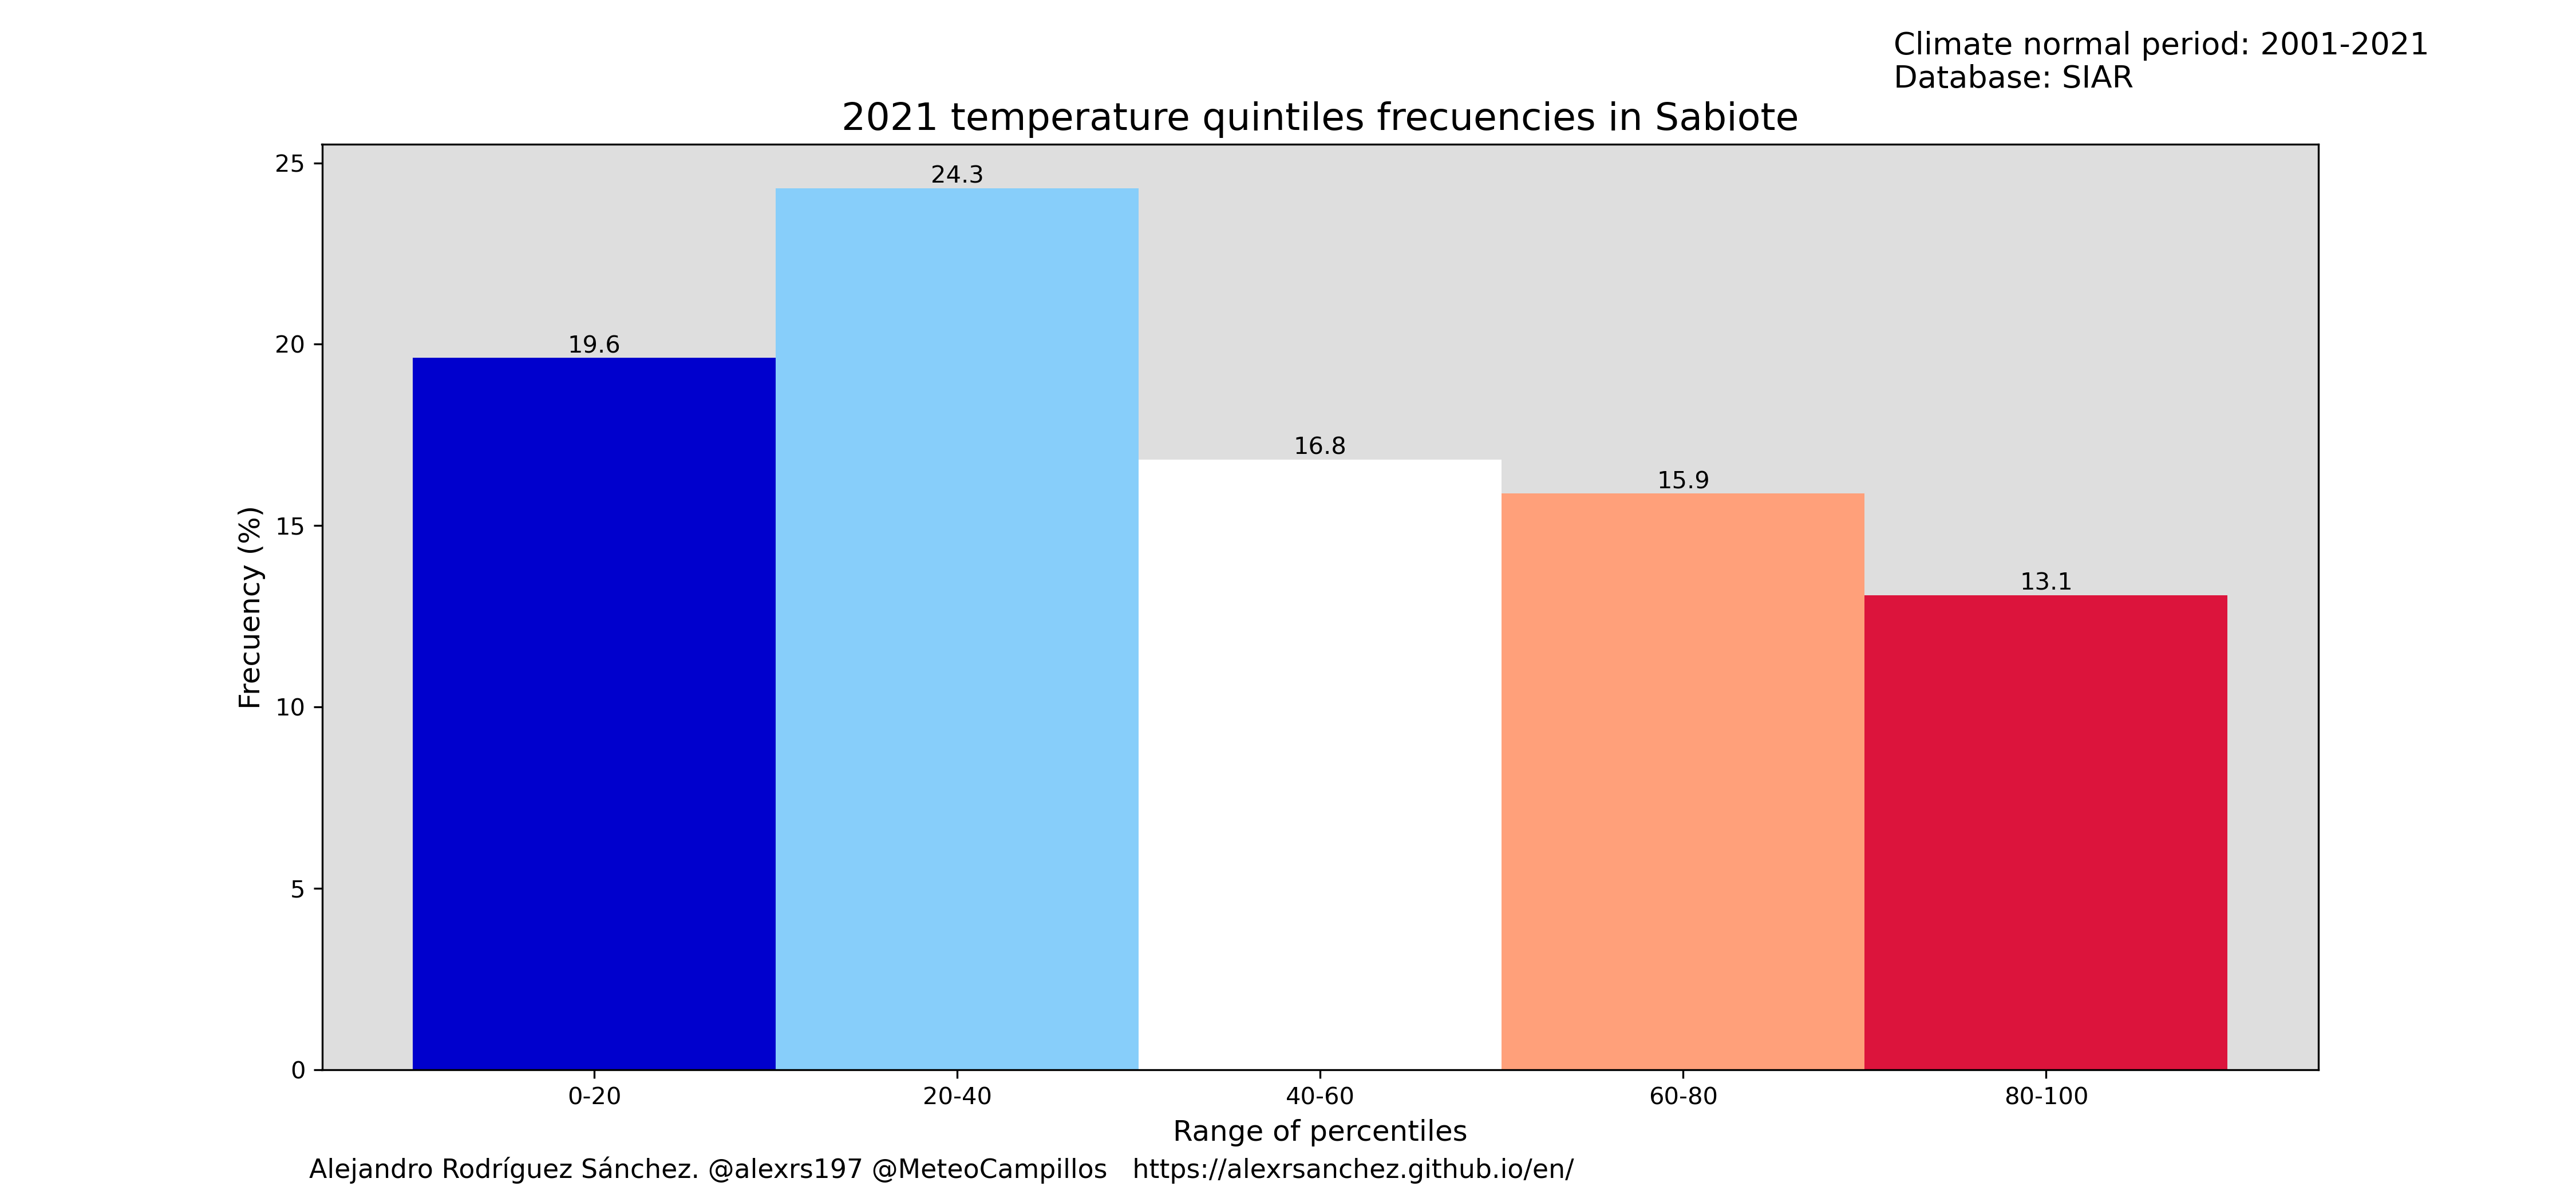 Climate normal period: 2001-2021
Database: SIAR
2021 temperature quintiles frecuencies in Sabiote
25
20
15
10
5
0
Frecuency (%)
19.6
24.3
16.8
15.9
13.1
0-20
20-40
40-60
60-80
80-100
Range of percentiles
Alejandro Rodríguez Sánchez. @alexrs197 @MeteoCampillos   https://alexrsanchez.github.io/en/